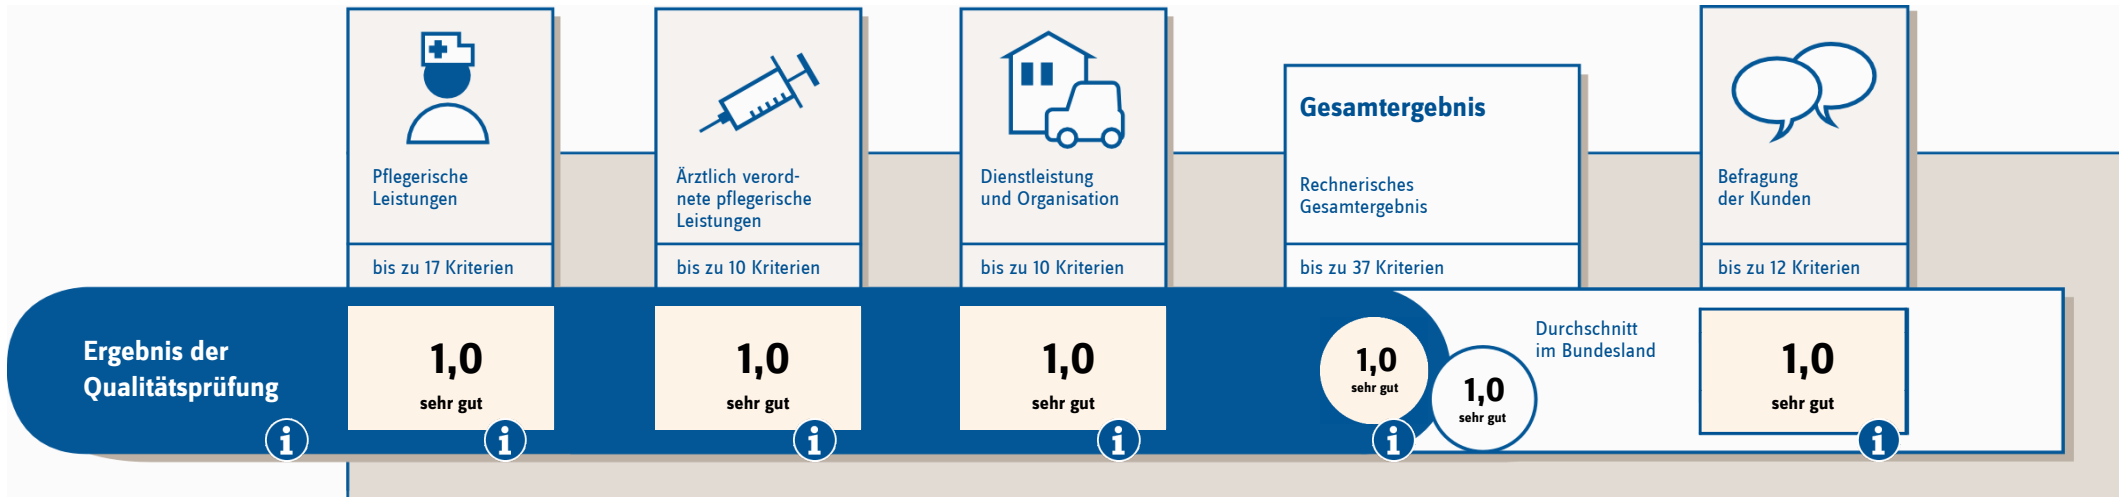 Pflegerische
Leistungen
bis zu 17 Kriterien
Ärztlich verord-
nete pflegerische
Leistungen
bis zu 10 Kriterien
Dienstleistung
und Organisation
bis zu 10 Kriterien
Gesamtergebnis
Rechnerisches
Gesamtergebnis
bis zu 37 Kriterien
Befragung
der Kunden
bis zu 12 Kriterien
Ergebnis der
Qualitätsprüfung
i
1,0
sehr gut
i
1,0
sehr gut
i
1,0
sehr gut
i
1,0
sehr gut
i
1,0
sehr gut
Durchschnitt
im Bundesland
1,0
sehr gut
i